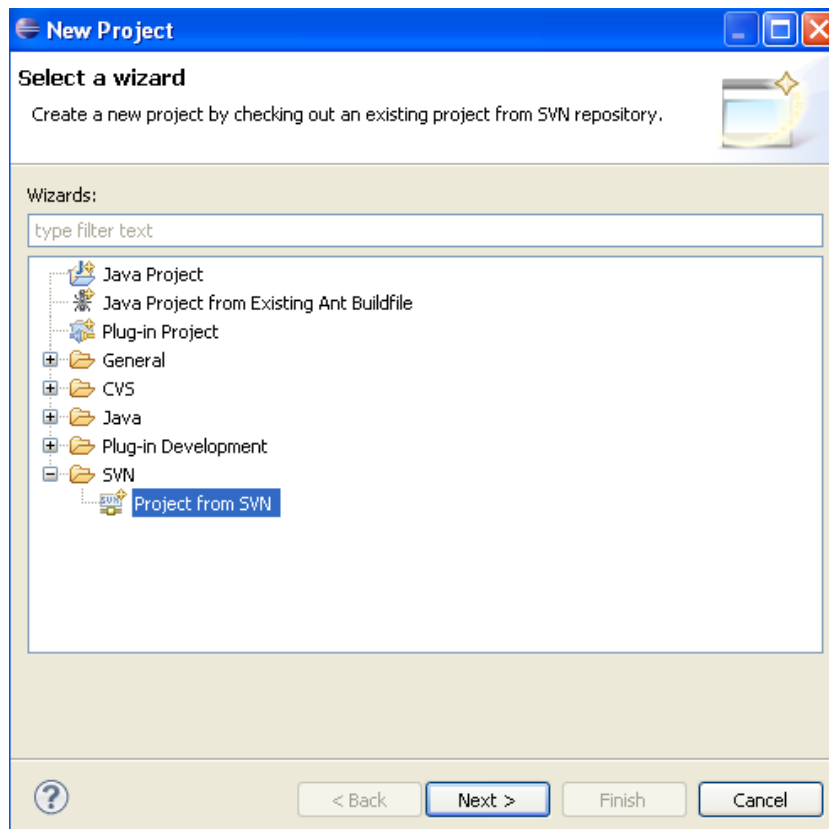 New Project
Select a wizard
Create a new project by checking out an existing project from SVN repository.
Wizards:
type filter text
Java Project
Java Project from Existing Ant Buildfile
Plug-in Project
General
CVS
Java
Plug-in Development
SVN
Project from SVN
< Back Next > Finish Cancel